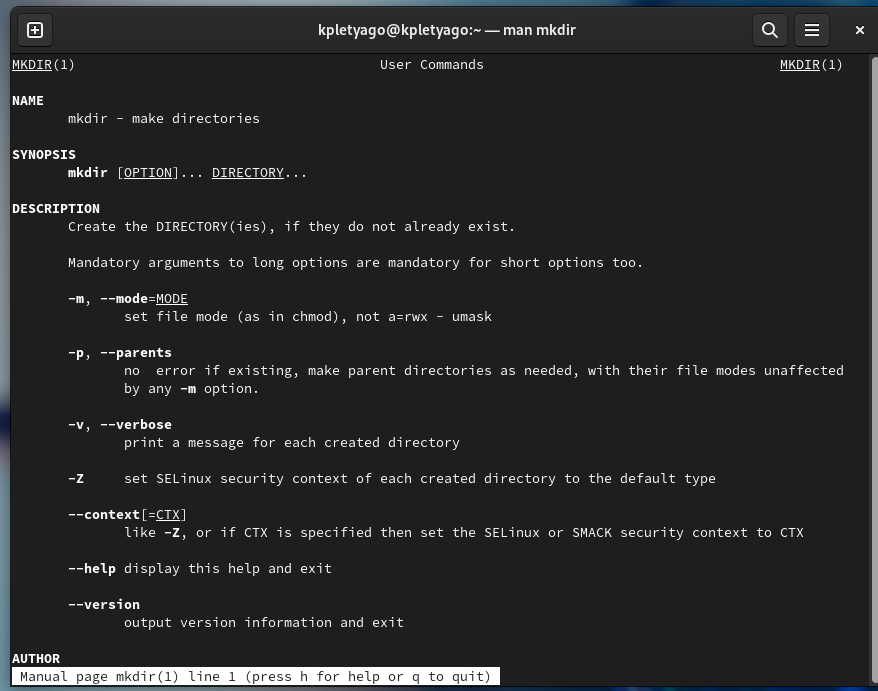 kpletyago@kpletyago:~ — man mkdir
MKDIR(1) User Commands MKDIR(1)
NAME
mkdir - make directories
SYNOPSIS
mkdir [OPTION]... DIRECTORY...
DESCRIPTION
Create the DIRECTORY(ies), if they do not already exist.
Mandatory arguments to long options are mandatory for short options too.
-m, --mode=MODE
set file mode (as in chmod), not a=rwx - umask
-p, --parents
no  error if existing, make parent directories as needed, with their file modes unaffected
by any -m option.
-v, --verbose
print a message for each created directory
-Z     set SELinux security context of each created directory to the default type
--context[=CTX]
like -Z, or if CTX is specified then set the SELinux or SMACK security context to CTX
--help display this help and exit
--version
output version information and exit
AUTHOR
Manual page mkdir(1) line 1 (press h for help or q to quit)